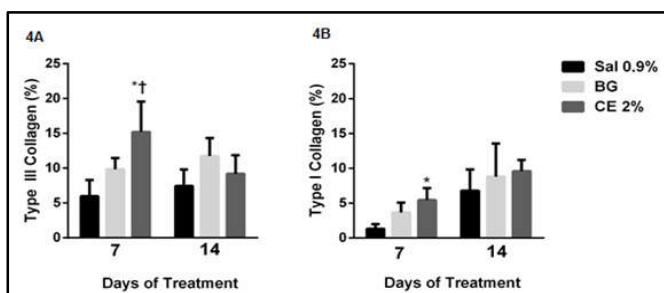 4A
Type III Collagen (%)
25
20
15
10
5
0
*†
7
14
Days of Treatment
4B
Type I Collagen (%)
25
20
15
10
5
0
*
7
14
Days of Treatment
Sal 0.9%
BG
CE 2%